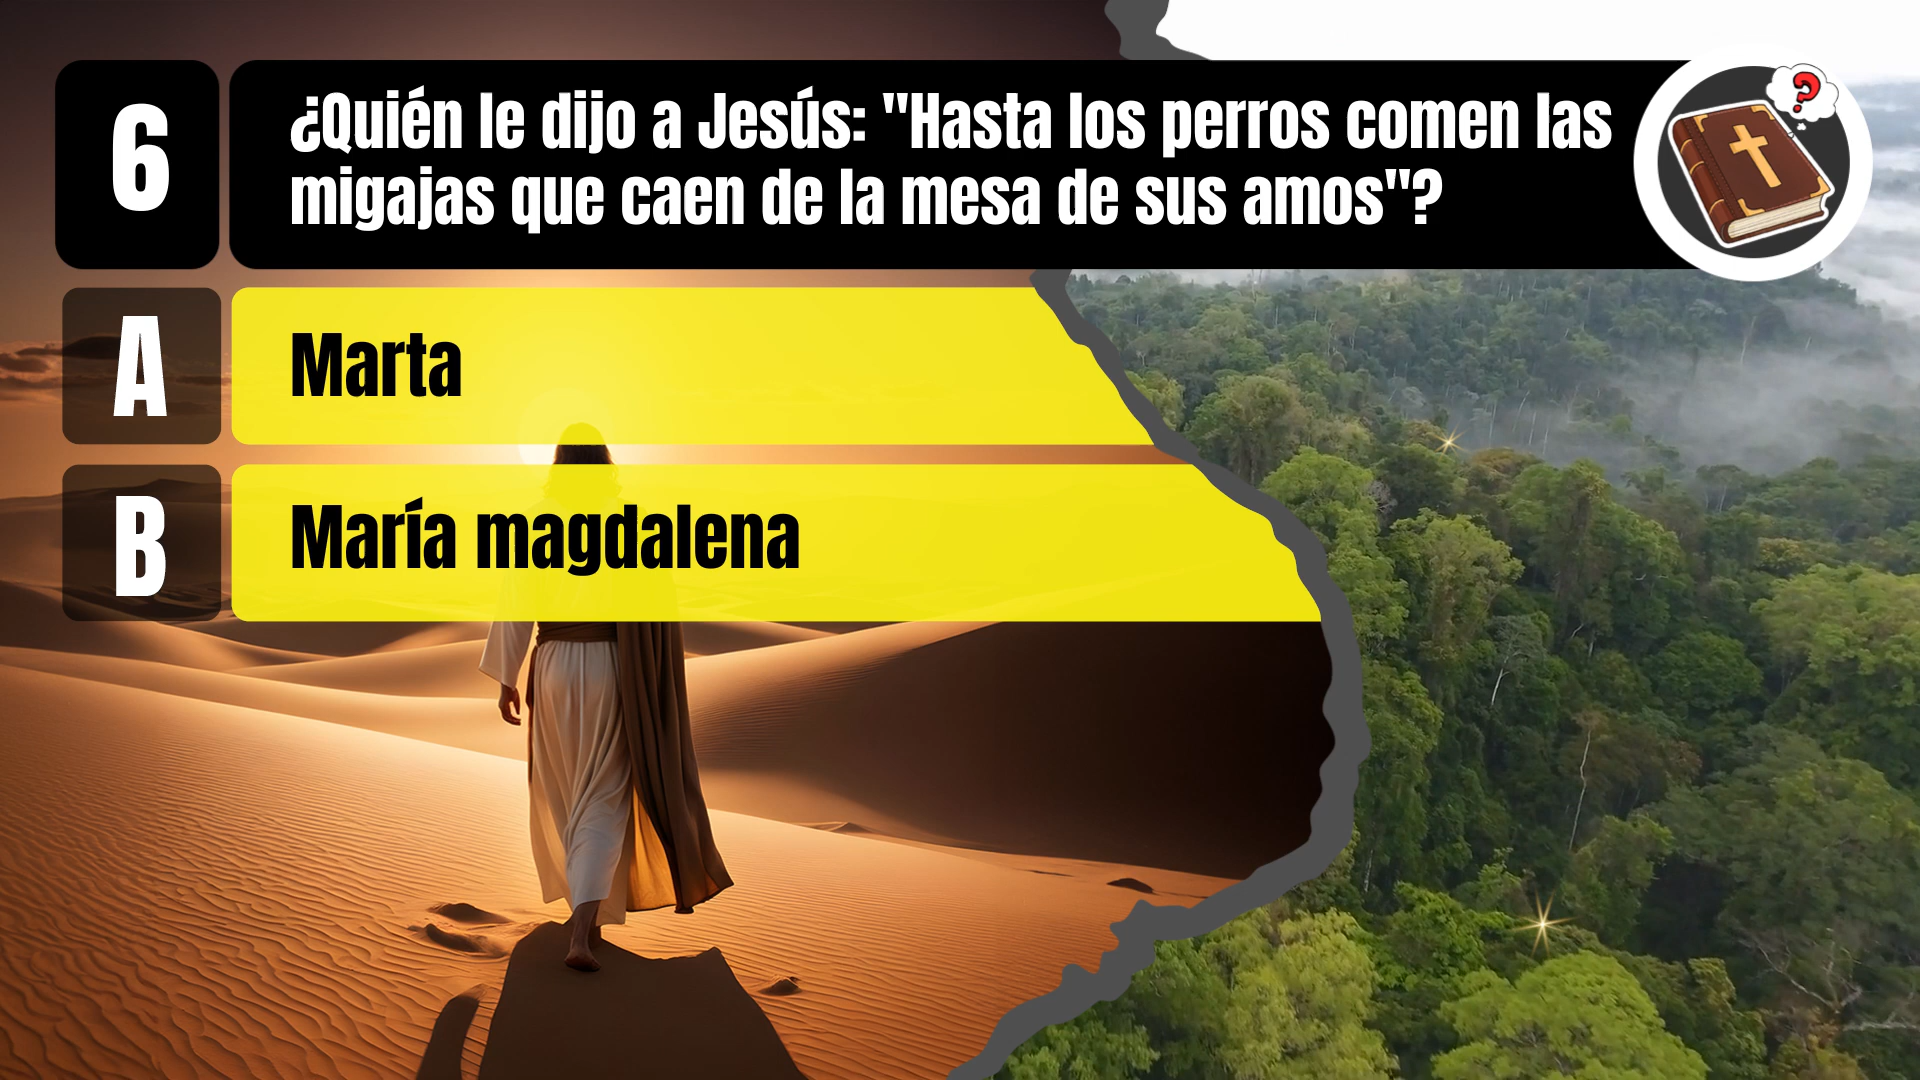 6
¿Quién le dijo a Jesús: "Hasta los perros comen las
migajas que caen de la mesa de sus amos"?
A
Marta
B
María magdalena
?